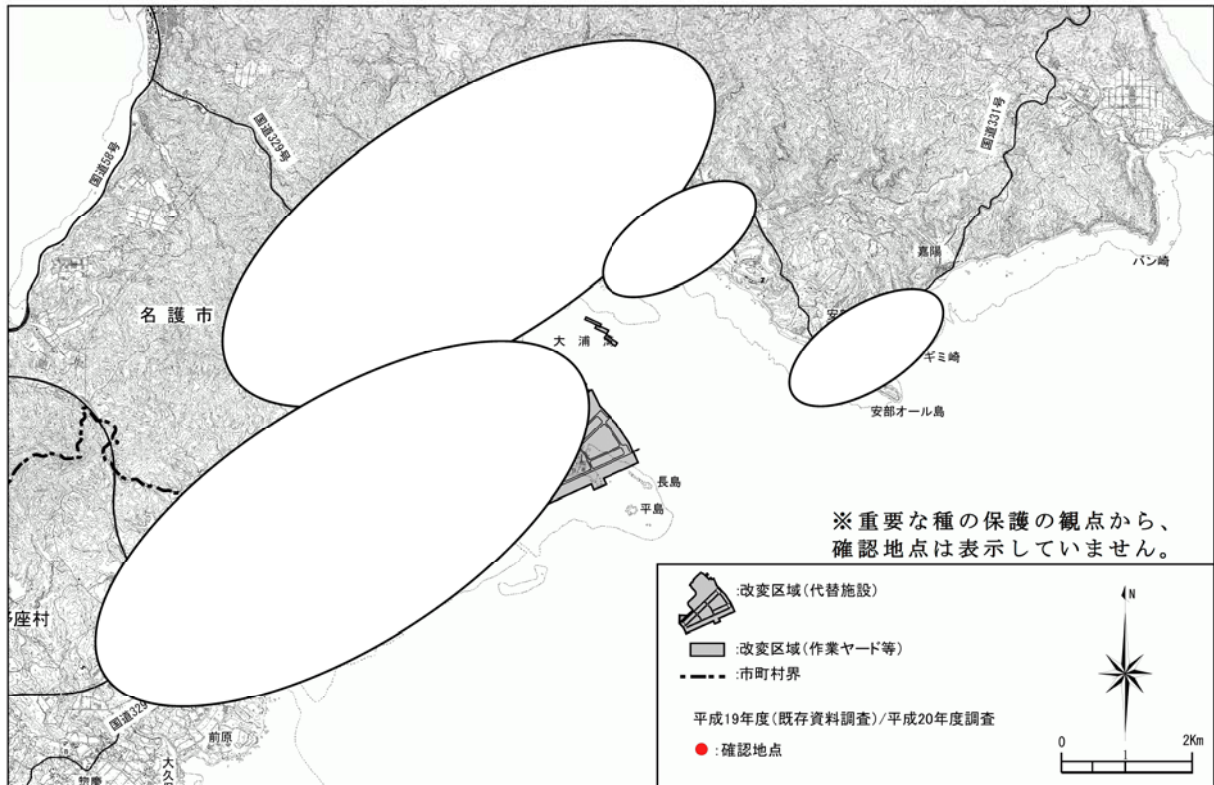 国道58号
国道329号
国道331号
名護市
嘉陽
バン崎
大浦
ギミ崎
安部オール島
長島
平島
座村
国道329
前原
※重要な種の保護の観点から、
確認地点は表示していません。
:改変区域(代替施設)
:改変区域(作業ヤード等)
:市町村界
平成19年度(既存資料調査)/平成20年度調査
:確認地点
N
0 1 2Km